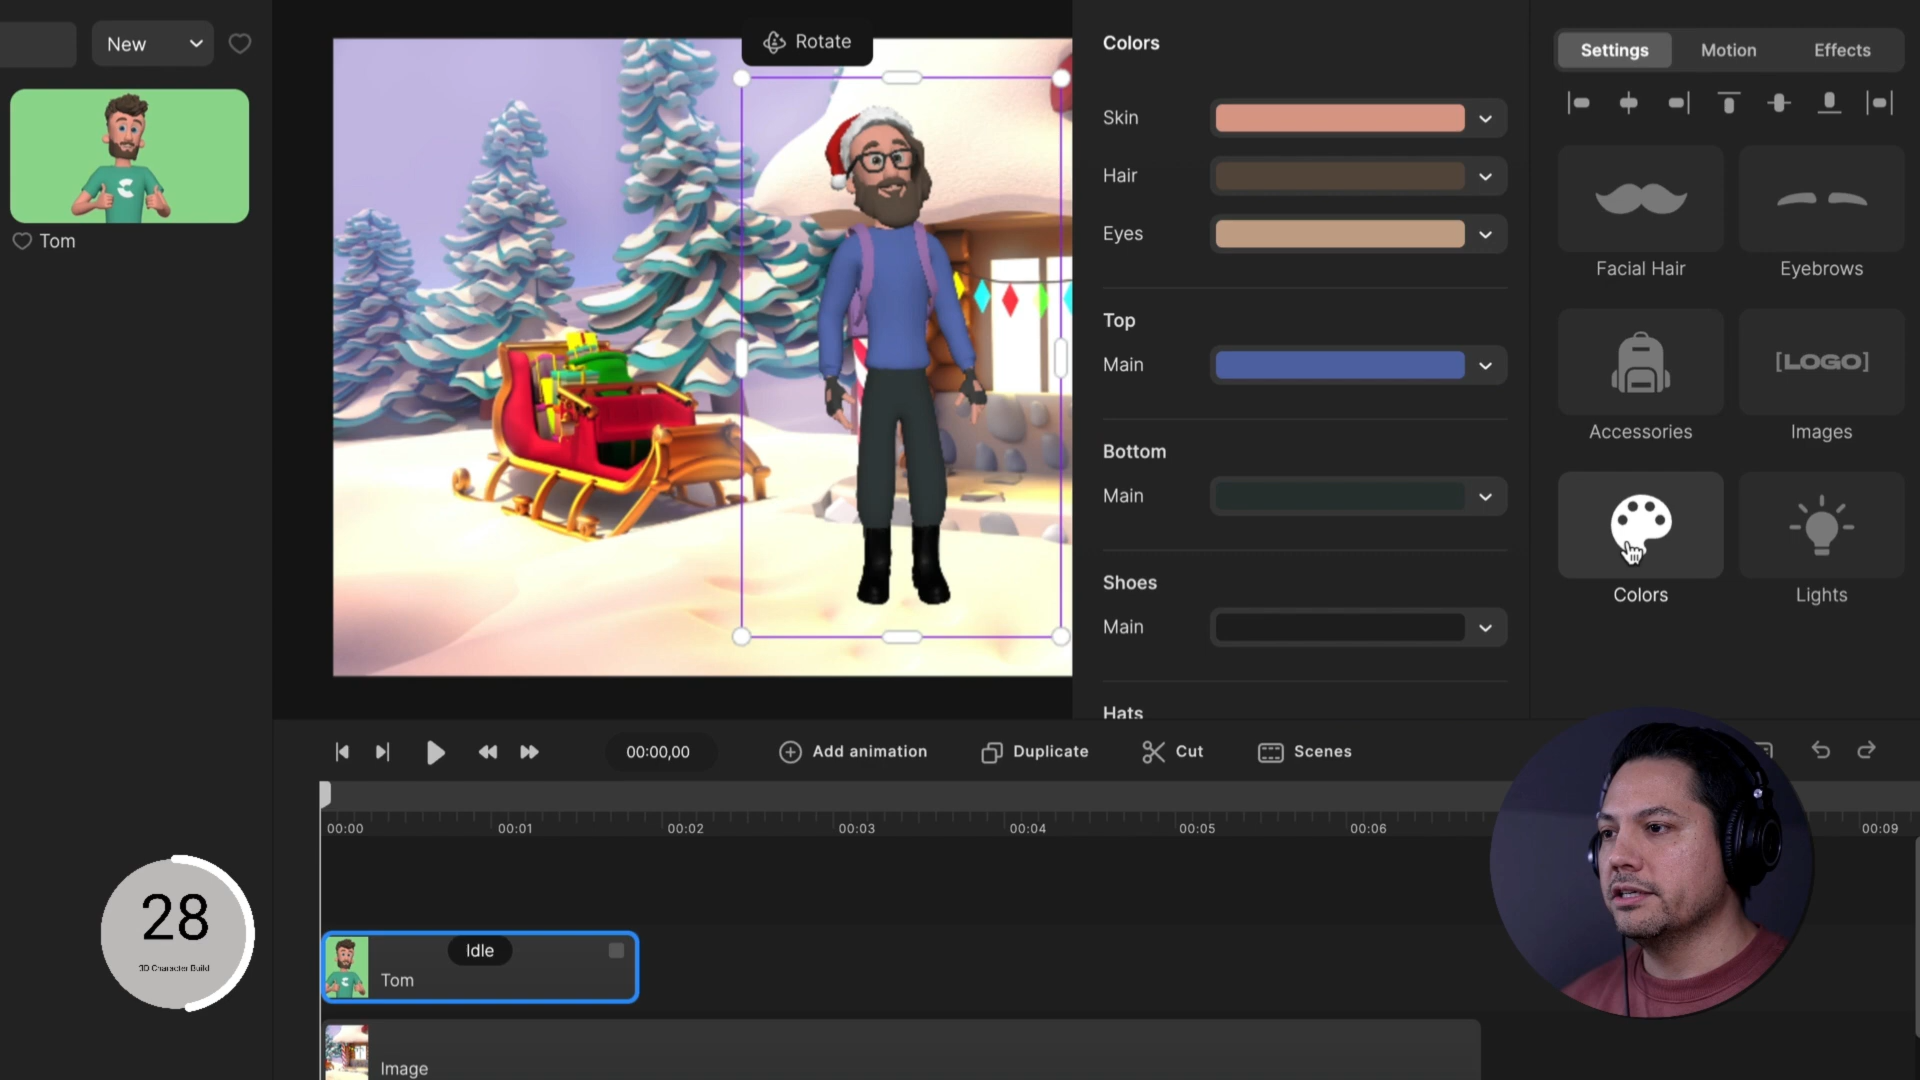 New
Tom
Rotate
Colors
Skin
Hair
Eyes
Top
Main
Bottom
Main
Shoes
Main
Hats
Settings
Motion
Effects
Facial Hair
Eyebrows
[LOGO]
Accessories
Images
Colors
Lights
00:00,00
Add animation
Duplicate
Cut
Scenes
00:00
00:01
00:02
00:03
00:04
00:05
00:06
00:09
28
3D Character Build
Idle
Tom
Image